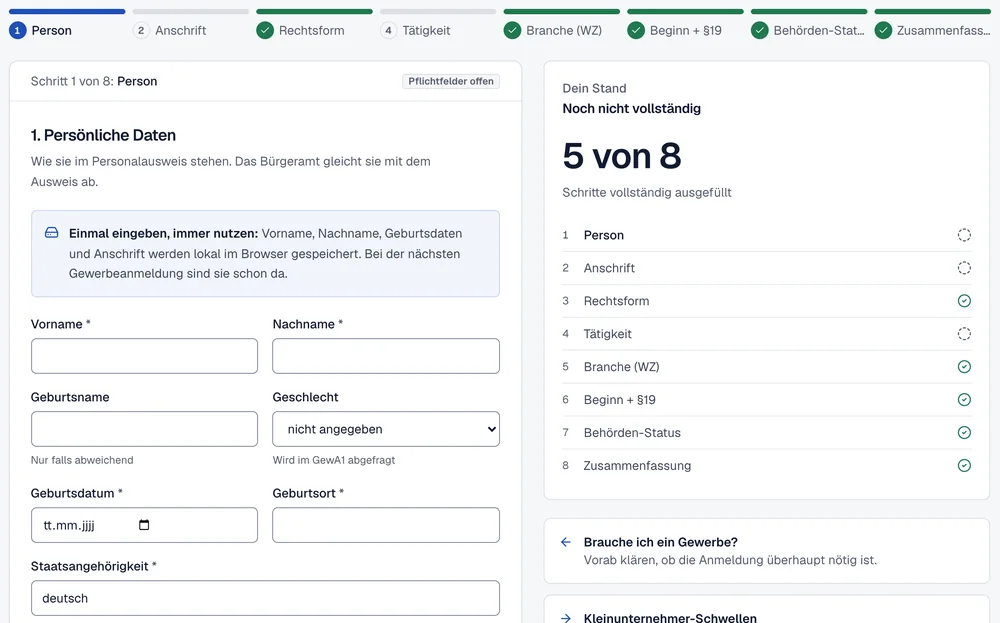 1 Person
2 Anschrift
Rechtsform
4 Tätigkeit
Branche (WZ)
Beginn + §19
Behörden-Stat...
Zusammenfass...
Schritt 1 von 8: Person
Pflichtfelder offen
1. Persönliche Daten
Wie sie im Personalausweis stehen. Das Bürgeramt gleicht sie mit dem
Ausweis ab.
Einmal eingeben, immer nutzen: Vorname, Nachname, Geburtsdaten
und Anschrift werden lokal im Browser gespeichert. Bei der nächsten
Gewerbeanmeldung sind sie schon da.
Vorname *
Nachname *
Geburtsname
Geschlecht
nicht angegeben
Nur falls abweichend
Wird im GewA1 abgefragt
Geburtsdatum *
Geburtsort *
tt.mm.jjjj
Staatsangehörigkeit *
deutsch
Dein Stand
Noch nicht vollständig
5 von 8
Schritte vollständig ausgefüllt
1 Person
2 Anschrift
3 Rechtsform
4 Tätigkeit
5 Branche (WZ)
6 Beginn + §19
7 Behörden-Status
8 Zusammenfassung
Brauche ich ein Gewerbe?
Vorab klären, ob die Anmeldung überhaupt nötig ist.
Kleinunternehmer-Schwellen